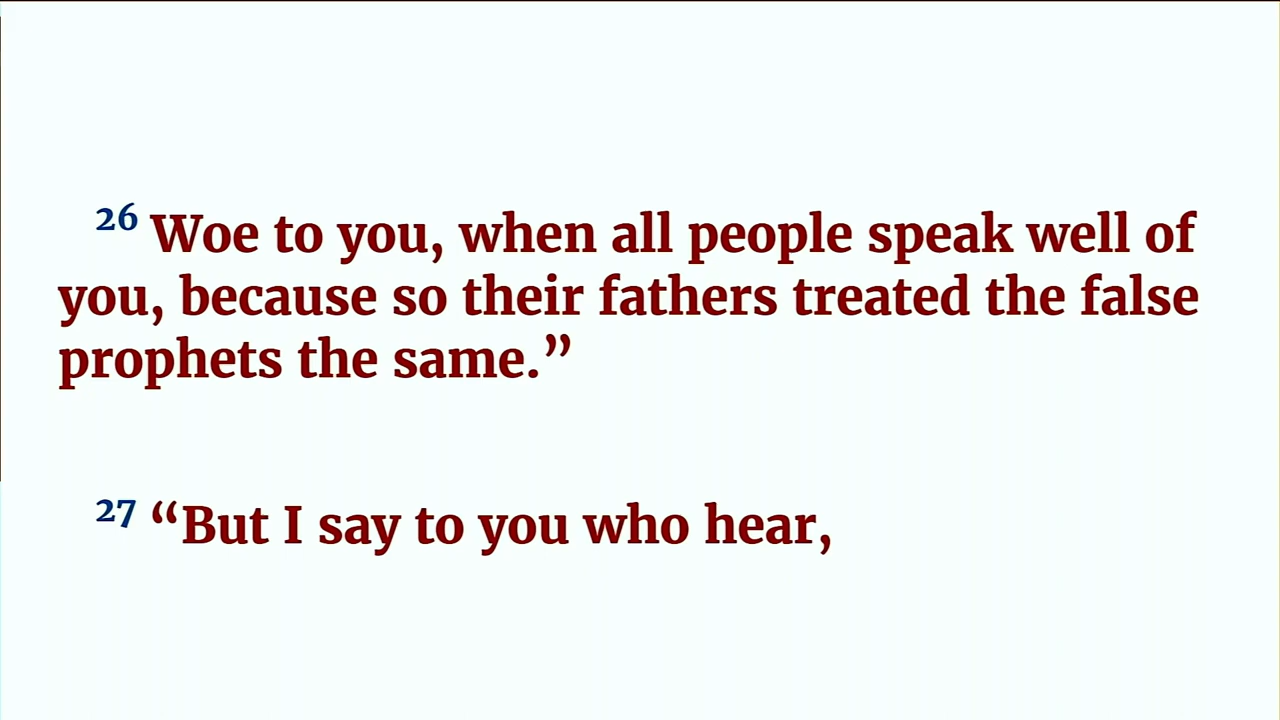 26 Woe to you, when all people speak well of
you, because so their fathers treated the false
prophets the same.”
27 “But I say to you who hear,